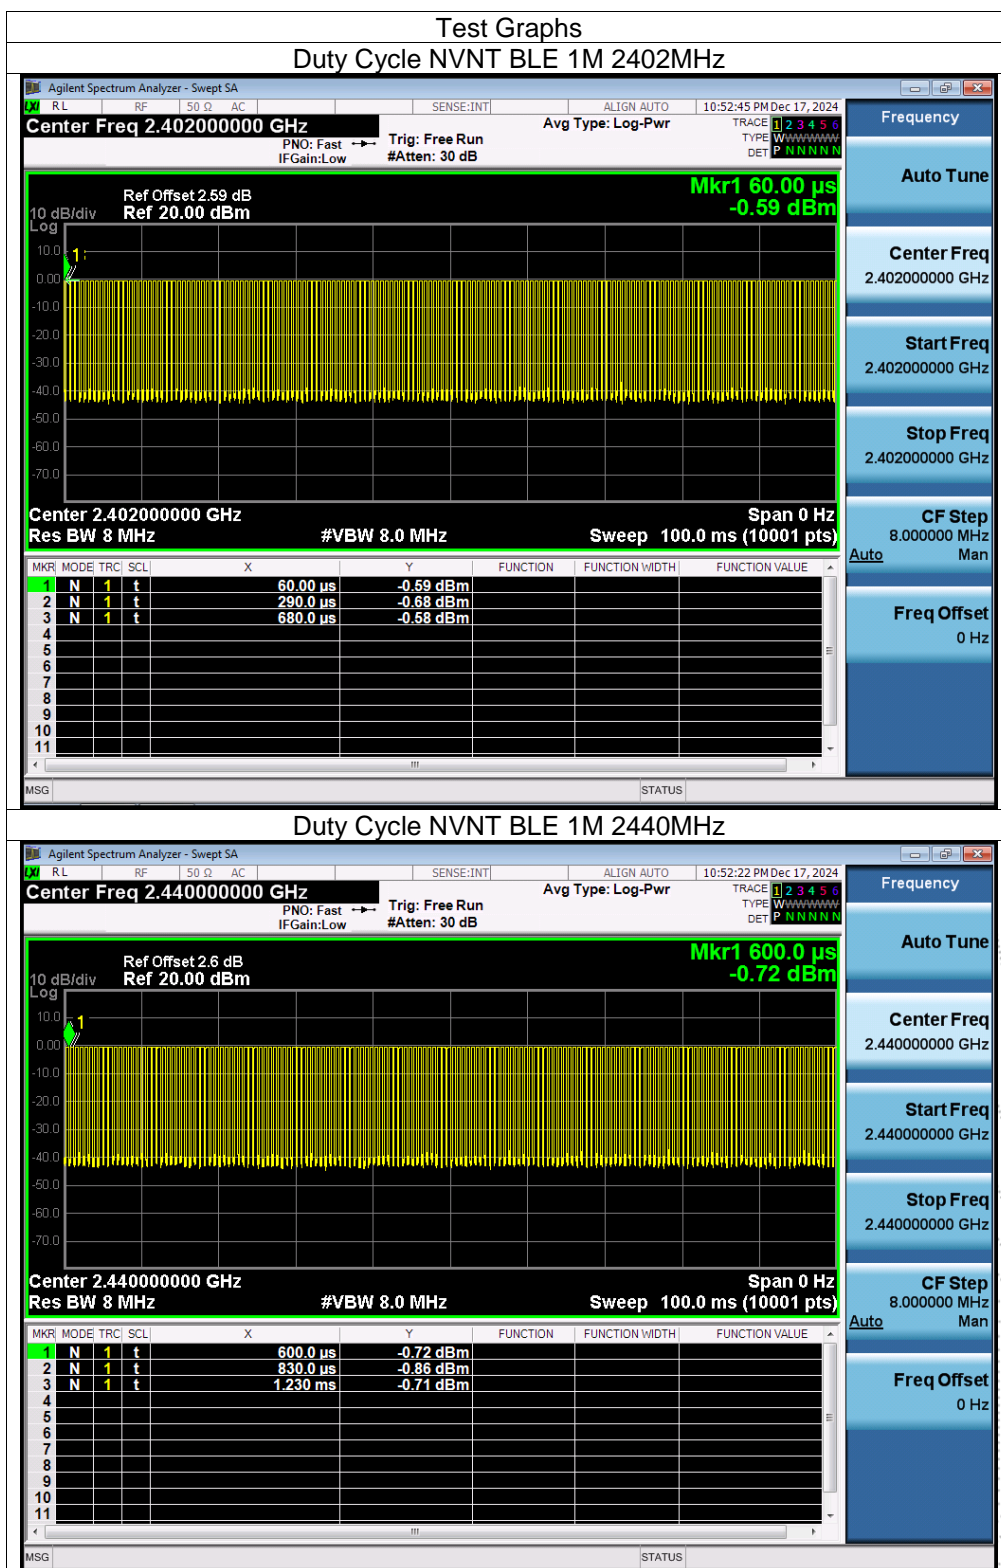 Test Graphs
Duty Cycle NVNT BLE 1M 2402MHz
Agilent Spectrum Analyzer - Swept SA
LXI RL RF 50 Ω AC SENSE:INT ALIGN AUTO 10:52:45 PM Dec 17, 2024
Center Freq 2.402000000 GHz
PNO: Fast
IFGain:Low
Trig: Free Run
#Atten: 30 dB
Avg Type: Log-Pwr
TRACE 1 2 3 4 5 6
TYPE WWWWWW
DET P N N N N N
Ref Offset 2.59 dB
10 dB/div Ref 20.00 dBm
Log
Mkr1 60.00 µs
-0.59 dBm
10.0
0.00
-10.0
-20.0
-30.0
-40.0
-50.0
-60.0
-70.0
1
Center 2.402000000 GHz Span 0 Hz
Res BW 8 MHz #VBW 8.0 MHz Sweep 100.0 ms (10001 pts)
MKR MODE TRC SCL X Y FUNCTION FUNCTION WIDTH FUNCTION VALUE
1 N 1 t 60.00 µs -0.59 dBm
2 N 1 t 290.0 µs -0.68 dBm
3 N 1 t 680.0 µs -0.58 dBm
4
5
6
7
8
9
10
11
MSG STATUS
Frequency
Auto Tune
Center Freq
2.402000000 GHz
Start Freq
2.402000000 GHz
Stop Freq
2.402000000 GHz
CF Step
8.000000 MHz
Auto Man
Freq Offset
0 Hz
Duty Cycle NVNT BLE 1M 2440MHz
Agilent Spectrum Analyzer - Swept SA
LXI RL RF 50 Ω AC SENSE:INT ALIGN AUTO 10:52:22 PM Dec 17, 2024
Center Freq 2.440000000 GHz
PNO: Fast
IFGain:Low
Trig: Free Run
#Atten: 30 dB
Avg Type: Log-Pwr
TRACE 1 2 3 4 5 6
TYPE WWWWWW
DET P N N N N N
Ref Offset 2.6 dB
10 dB/div Ref 20.00 dBm
Log
Mkr1 600.0 µs
-0.72 dBm
10.0
0.00
-10.0
-20.0
-30.0
-40.0
-50.0
-60.0
-70.0
1
Center 2.440000000 GHz Span 0 Hz
Res BW 8 MHz #VBW 8.0 MHz Sweep 100.0 ms (10001 pts)
MKR MODE TRC SCL X Y FUNCTION FUNCTION WIDTH FUNCTION VALUE
1 N 1 t 600.0 µs -0.72 dBm
2 N 1 t 830.0 µs -0.86 dBm
3 N 1 t 1.230 ms -0.71 dBm
4
5
6
7
8
9
10
11
MSG STATUS
Frequency
Auto Tune
Center Freq
2.440000000 GHz
Start Freq
2.440000000 GHz
Stop Freq
2.440000000 GHz
CF Step
8.000000 MHz
Auto Man
Freq Offset
0 Hz